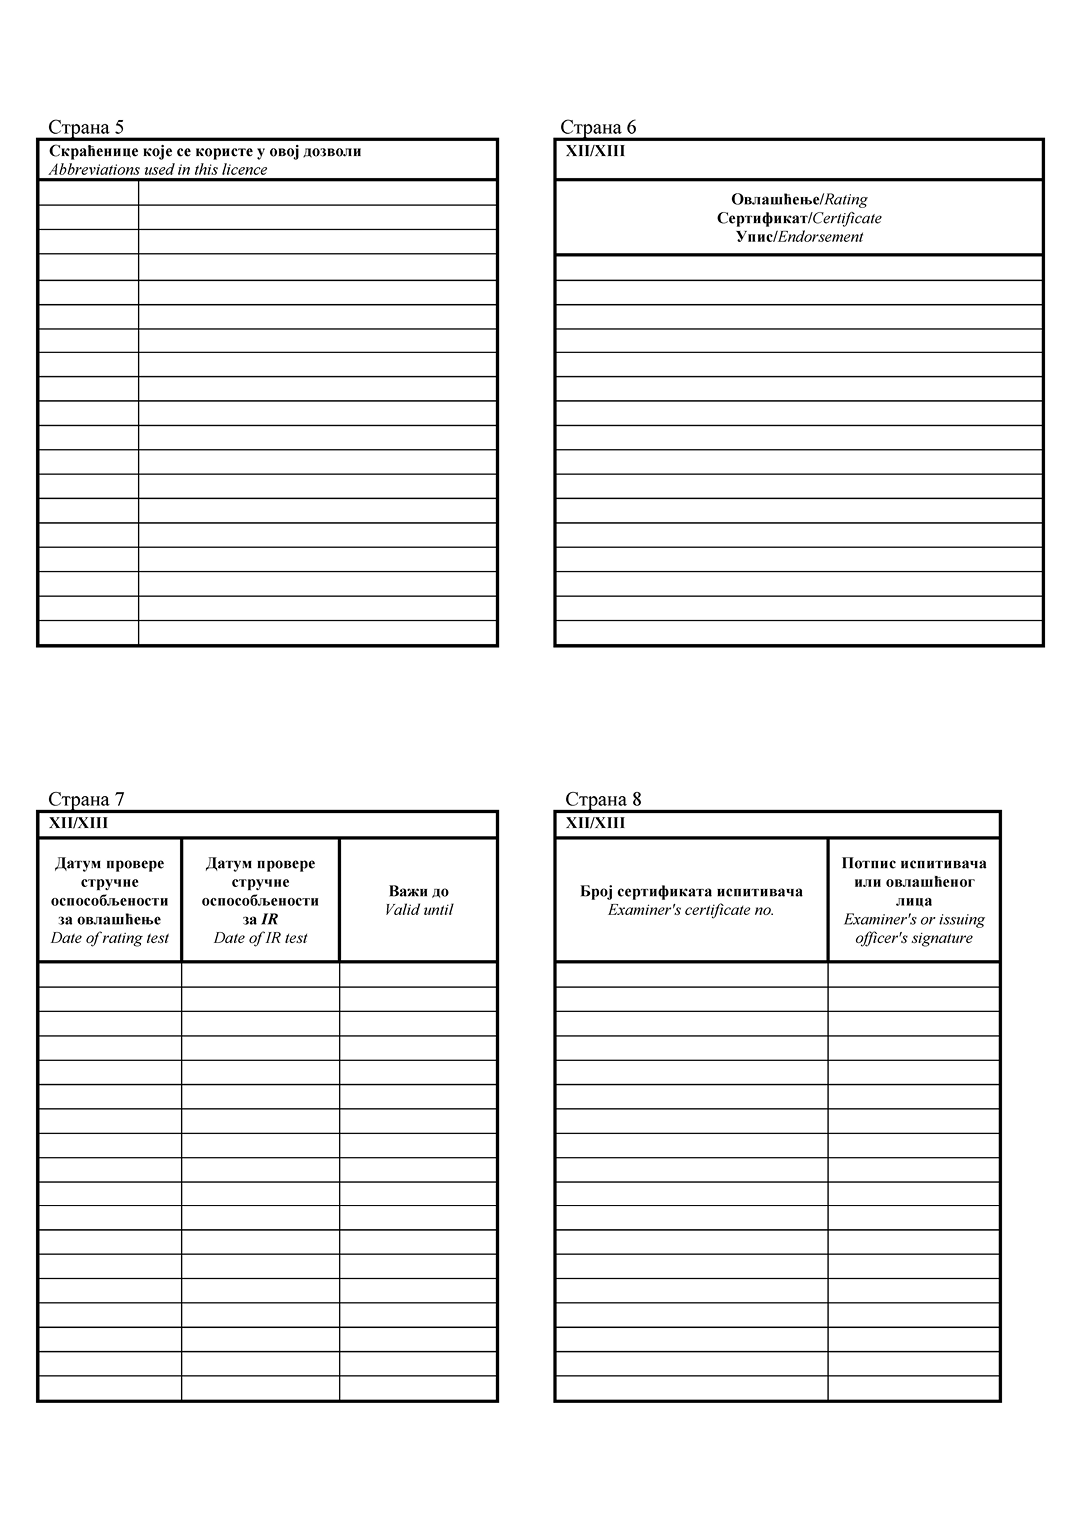 Страна 5
Скраћенице које се користе у овој дозволи
Abbreviations used in this licence
Страна 6
XII/XIII
Овлашћење/Rating
Сертификат/Certificate
Упис/Endorsement
Страна 7
XII/XIII
Датум провере
стручне
оспособљености
за овлашћење
Date of rating test
Датум провере
стручне
оспособљености
за IR
Date of IR test
Важи до
Valid until
Страна 8
XII/XIII
Број сертификата испитивача
Examiner's certificate no.
Потпис испитивача
или овлашћеног
лица
Examiner's or issuing
officer's signature